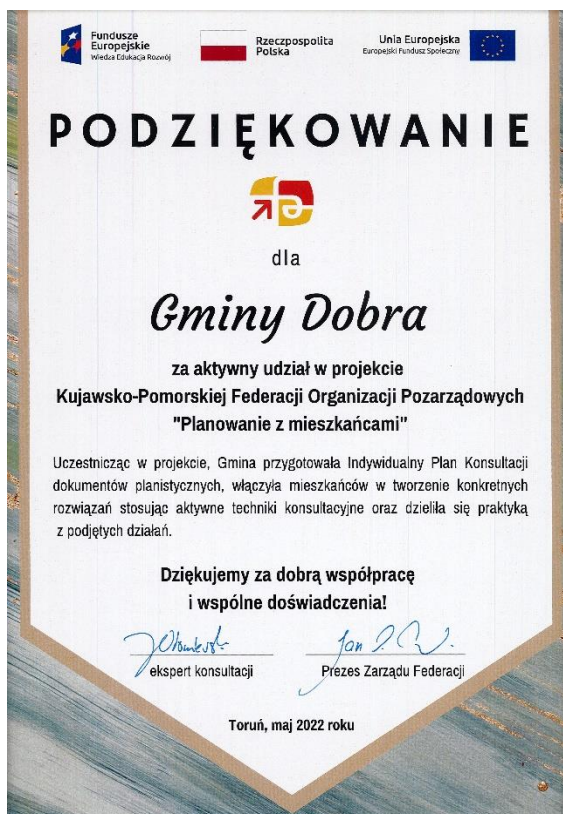 Fundusze
Europejskie
Wiedza Edukacja Rozwój
Rzeczpospolita
Polska
Unia Europejska
Europejski Fundusz Społeczny
PODZIĘKOWANIE
dla
Gminy Dobra
za aktywny udział w projekcie
Kujawsko-Pomorskiej Federacji Organizacji Pozarządowych
"Planowanie z mieszkańcami"
Uczestnicząc w projekcie, Gmina przygotowała Indywidualny Plan Konsultacji
dokumentów planistycznych, włączyła mieszkańców w tworzenie konkretnych
rozwiązań stosując aktywne techniki konsultacyjne oraz dzieliła się praktyką
z podjętych działań.
Dziękujemy za dobrą współpracę
i wspólne doświadczenia!
ekspert konsultacji
Prezes Zarządu Federacji
Toruń, maj 2022 roku